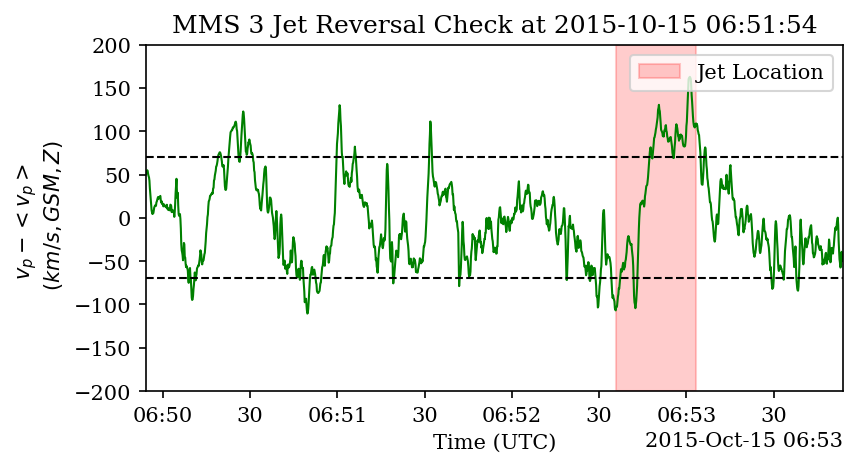 MMS 3 Jet Reversal Check at 2015-10-15 06:51:54
200
150
100
50
0
−50
−100
−150
−200
v_p − <v_p>
(km/s, GSM, Z)
Jet Location
06:50 30 06:51 30 06:52 30 06:53 30
Time (UTC)
2015-Oct-15 06:53